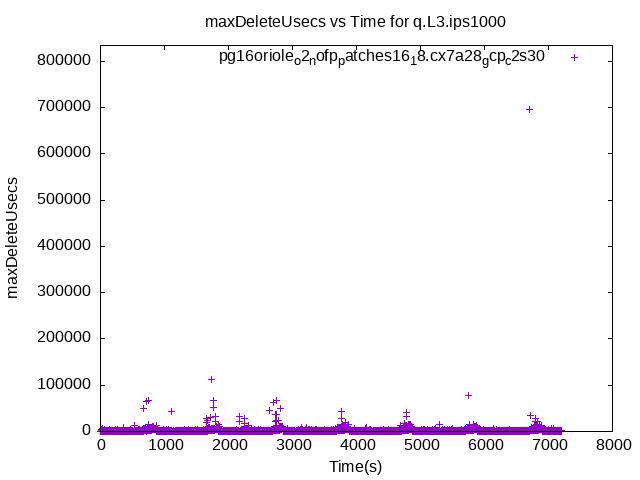 maxDeleteUsecs vs Time for q.L3.ips1000
pg16oriole_o2_nofp_patches16_18.cx7a28_gcp_c2s30
800000
700000
600000
500000
400000
300000
200000
100000
0
maxDeleteUsecs
0 1000 2000 3000 4000 5000 6000 7000 8000
Time(s)